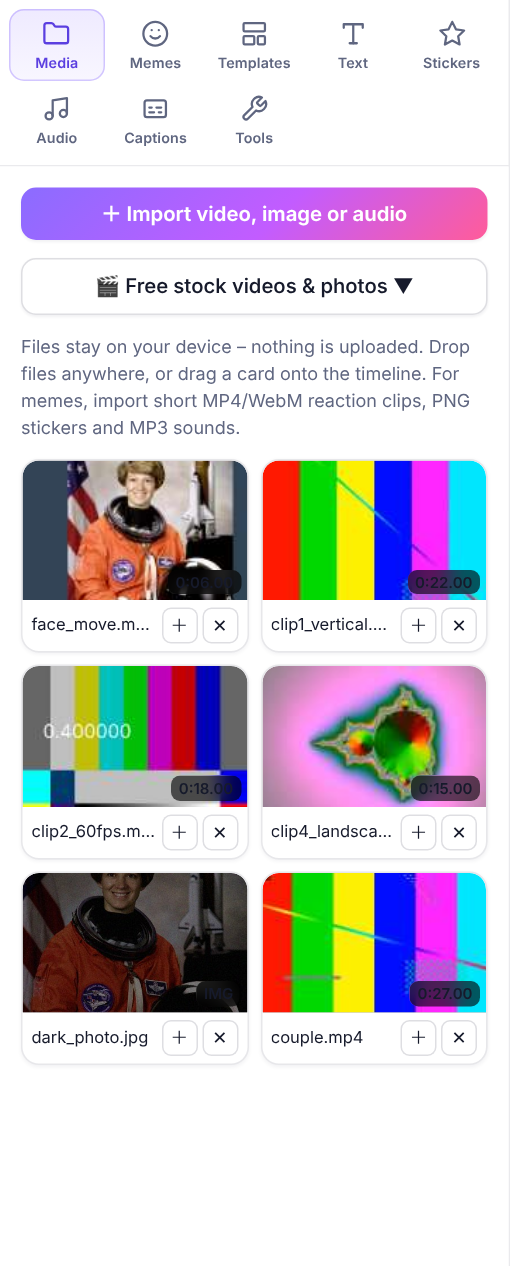 Media
Memes
Templates
Text
Stickers
Audio
Captions
Tools
+ Import video, image or audio
🎬 Free stock videos & photos ▼
Files stay on your device – nothing is uploaded. Drop
files anywhere, or drag a card onto the timeline. For
memes, import short MP4/WebM reaction clips, PNG
stickers and MP3 sounds.
0:06.00
0:22.00
face_move.m...
clip1_vertical....
0.400000
0:18.00
0:15.00
clip2_60fps.m...
clip4_landsca...
IMG
0:27.00
dark_photo.jpg
couple.mp4